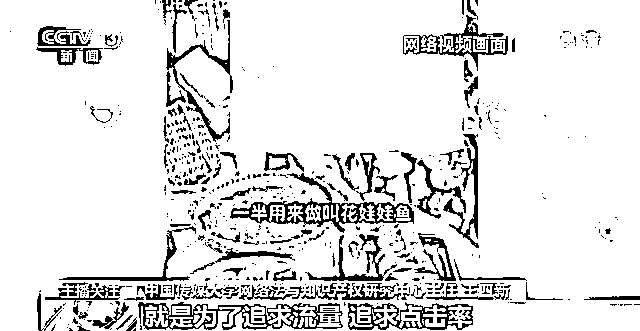 CCTV 13
新闻
网络视频画面
一半用来做叫花娃娃鱼
主播关注 中国传媒大学网络法与知识产权研究中心主任 王四新
就是为了追求流量 追求点击率